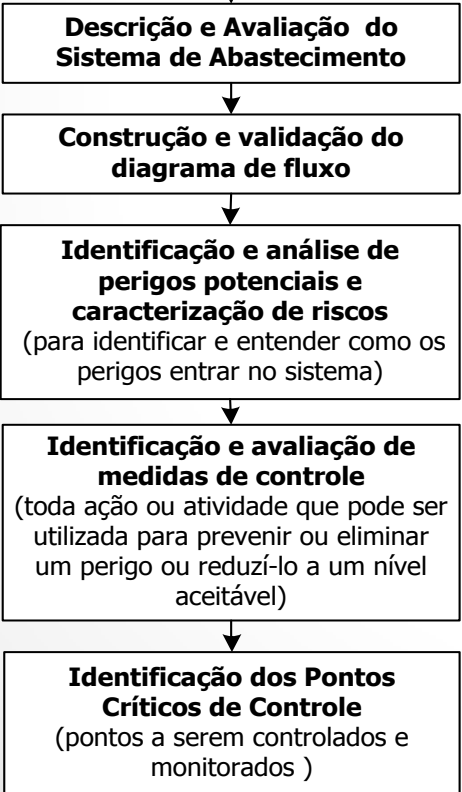 Descrição e Avaliação do
Sistema de Abastecimento
Construção e validação do
diagrama de fluxo
Identificação e análise de
perigos potenciais e
caracterização de riscos
(para identificar e entender como os
perigos entrar no sistema)
Identificação e avaliação de
medidas de controle
(toda ação ou atividade que pode ser
utilizada para prevenir ou eliminar
um perigo ou reduzí-lo a um nível
aceitável)
Identificação dos Pontos
Críticos de Controle
(pontos a serem controlados e
monitorados )